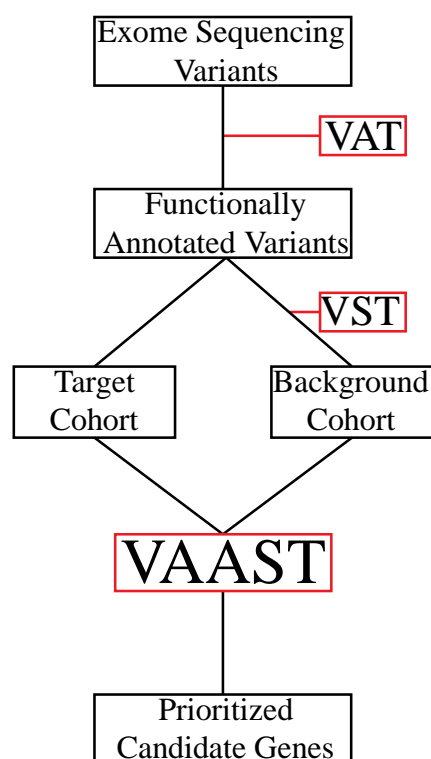 Exome Sequencing
Variants
VAT
Functionally
Annotated Variants
VST
Target
Cohort
Background
Cohort
VAAST
Prioritized
Candidate Genes